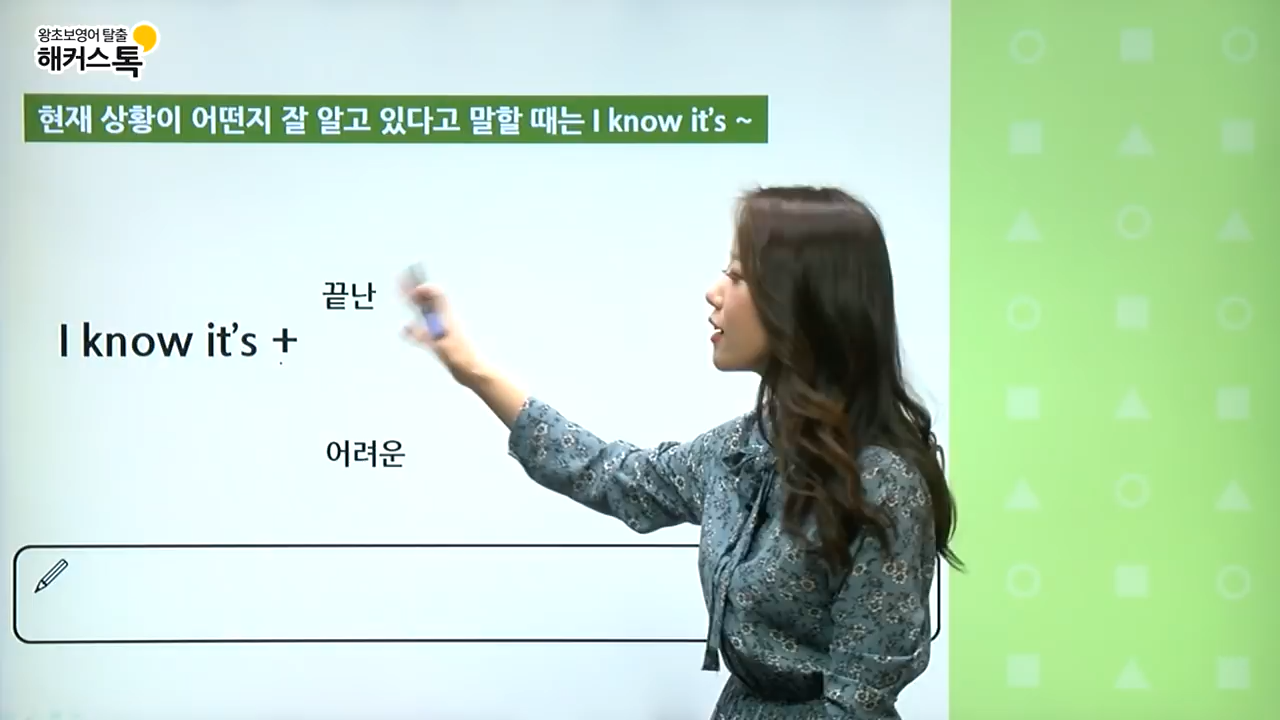 왕초보영어 탈출
해커스톡
현재 상황이 어떤지 잘 알고 있다고 말할 때는 I know it's ~
끝난
I know it's +
어려운